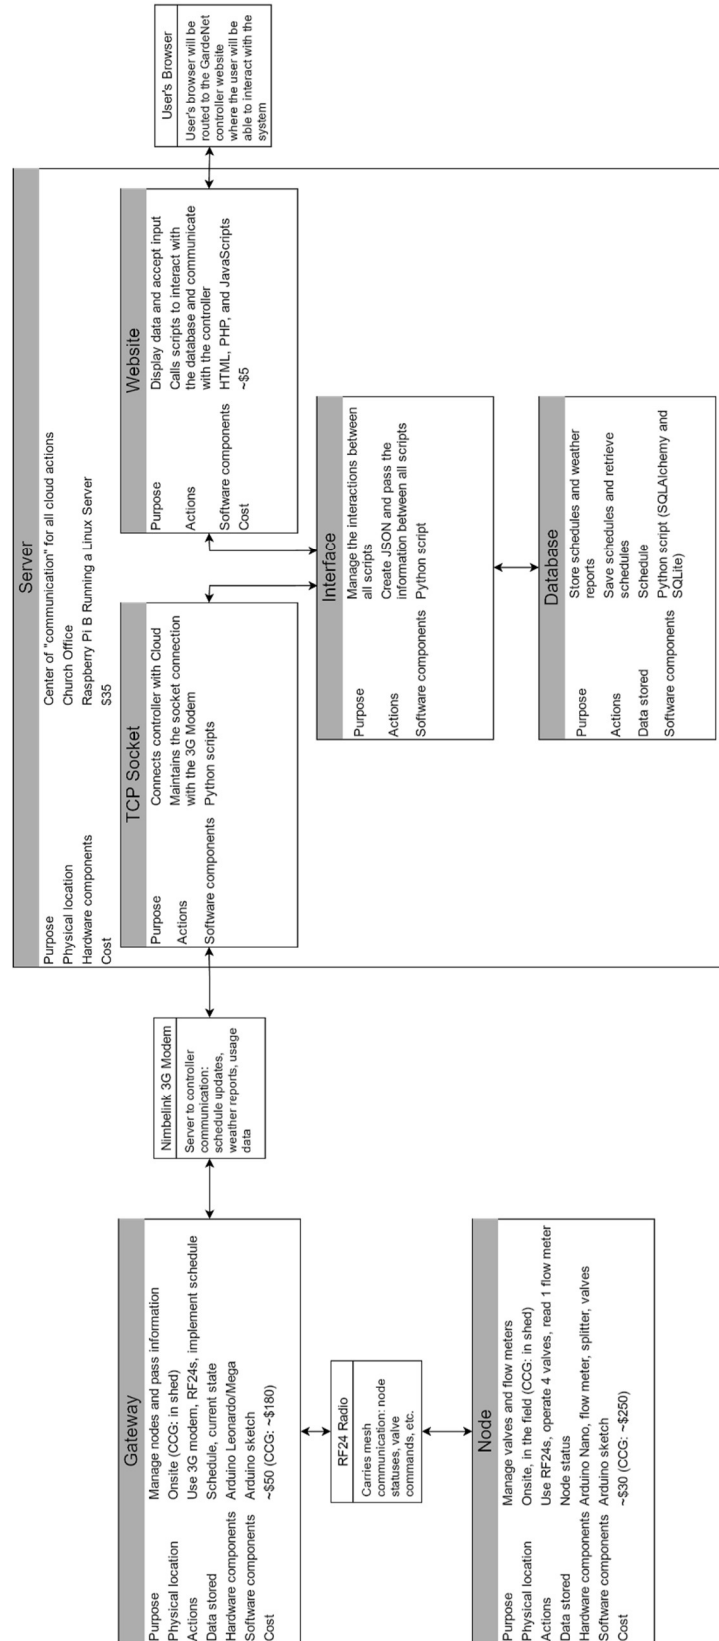 Server
Purpose Center of "communication" for all cloud actions
Physical location Church Office
Hardware components Raspberry Pi B Running a Linux Server
Cost $35
Gateway
Purpose Manage nodes and pass information
Physical location Onsite (CCG: in shed)
Actions Use 3G modem, RF24s, implement schedule
Data stored Schedule, current state
Hardware components Arduino Leonardo/Mega
Software components Arduino sketch
Cost ~$50 (CCG: ~$180)
Nimbelink 3G Modem
Server to controller
communication:
schedule updates,
weather reports, usage
data
TCP Socket
Purpose Connects controller with Cloud
Actions Maintains the socket connection
with the 3G Modem
Software components Python scripts
Website
Purpose Display data and accept input
Actions Calls scripts to interact with
the database and communicate
with the controller
Software components HTML, PHP, and JavaScripts
Cost ~$5
User's Browser
User's browser will be
routed to the GardeNet
controller website
where the user will be
able to interact with the
system
RF24 Radio
Carries mesh
communication: node
statuses, valve
commands, etc.
Interface
Purpose Manage the interactions between
all scripts
Actions Create JSON and pass the
information between all scripts
Software components Python script
Node
Purpose Manage valves and flow meters
Physical location Onsite, in the field (CCG: in shed)
Actions Use RF24s, operate 4 valves, read 1 flow meter
Data stored Node status
Hardware components Arduino Nano, flow meter, splitter, valves
Software components Arduino sketch
Cost ~$30 (CCG: ~$250)
Database
Purpose Store schedules and weather
reports
Actions Save schedules and retrieve
schedules
Data stored Schedule
Software components Python script (SQLAlchemy and
SQLite)